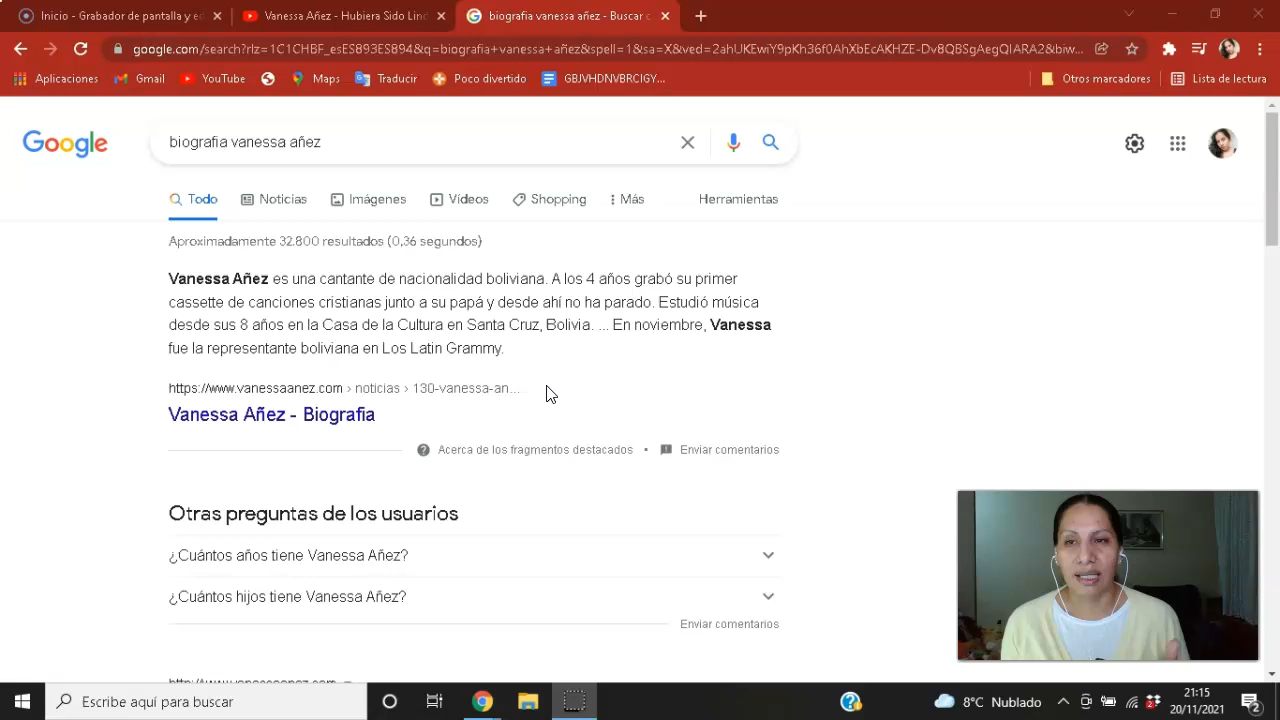 Inicio - Grabador de pantalla y ed
Vanessa Añez - Hubiera Sido Lin
biografia vanessa añez - Buscar c
google.com/search?rlz=1C1CHBF_esES893ES894&q=biografia+vanessa+añez&spell=1&sa=X&ved=2ahUKEwiY9pKh36f0AhXbEcAKHZE-Dv8QBSgAegQIARA2&biw...
Aplicaciones
Gmail
YouTube
Maps
Traducir
Poco divertido
GBJVHDNVBRCIGY...
Otros marcadores
Lista de lectura
Google
biografia vanessa añez
Todo
Noticias
Imágenes
Vídeos
Shopping
Más
Herramientas
Aproximadamente 32.800 resultados (0,36 segundos)
Vanessa Añez es una cantante de nacionalidad boliviana. A los 4 años grabó su primer
cassette de canciones cristianas junto a su papá y desde ahí no ha parado. Estudió música
desde sus 8 años en la Casa de la Cultura en Santa Cruz, Bolivia. ... En noviembre, Vanessa
fue la representante boliviana en Los Latin Grammy.
https://www.vanessaanez.com › noticias › 130-vanessa-an...
Vanessa Añez - Biografia
Acerca de los fragmentos destacados
•
Enviar comentarios
Otras preguntas de los usuarios
¿Cuántos años tiene Vanessa Añez?
¿Cuántos hijos tiene Vanessa Añez?
Enviar comentarios
http://www.vanessaanez.com
Escribe aquí para buscar
8°C Nublado
21:15
20/11/2021
2